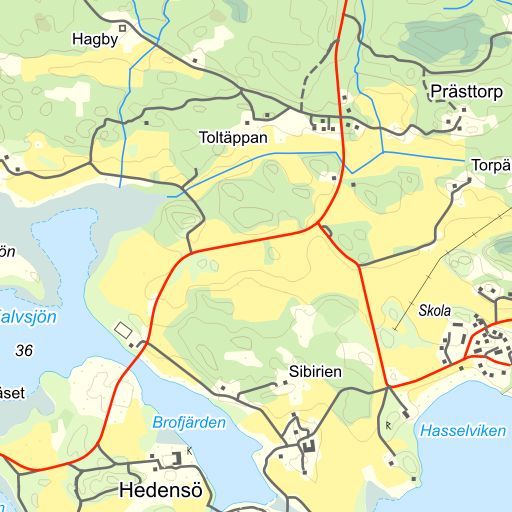 Hagby
Prästtorp
Toltäppan
Torpä
ön
alvsjön
Skola
36
Sibirien
äset
Brofjärden
Hasselviken
R
R
Hedensö
n